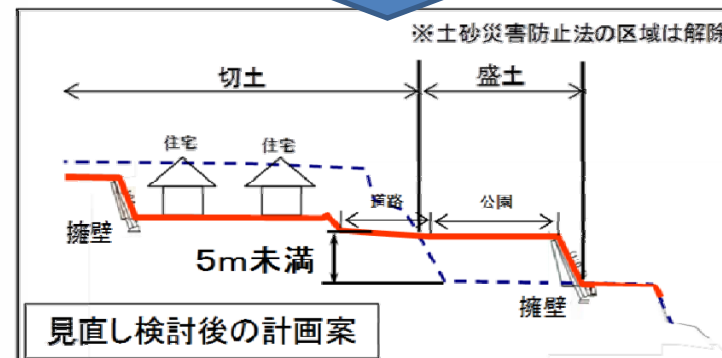 ※土砂災害防止法の区域は解除
切土
盛土
住宅
住宅
道路
公園
擁壁
5m未満
擁壁
見直し検討後の計画案